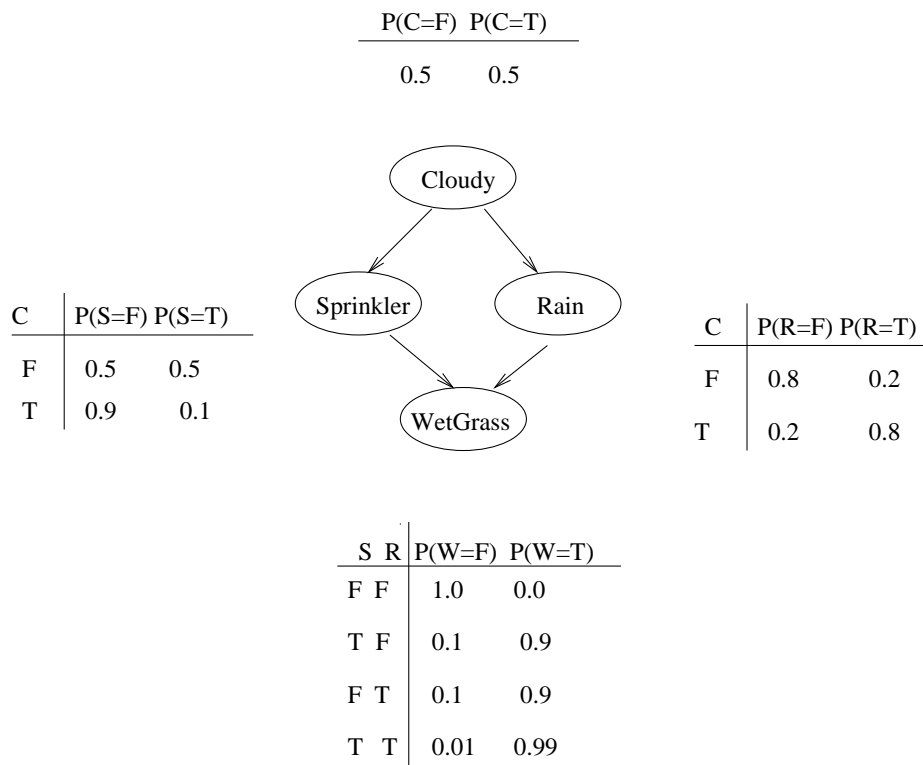 P(C=F) P(C=T)
0.5 0.5
Cloudy
Sprinkler
Rain
WetGrass
C P(S=F) P(S=T)
F 0.5 0.5
T 0.9 0.1
C P(R=F) P(R=T)
F 0.8 0.2
T 0.2 0.8
S R P(W=F) P(W=T)
F F 1.0 0.0
T F 0.1 0.9
F T 0.1 0.9
T T 0.01 0.99